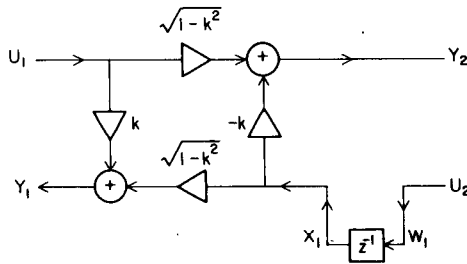 √1-k²
U₁
Y₂
k
-k
√1-k²
Y₁
U₂
X₁
z⁻¹
W₁